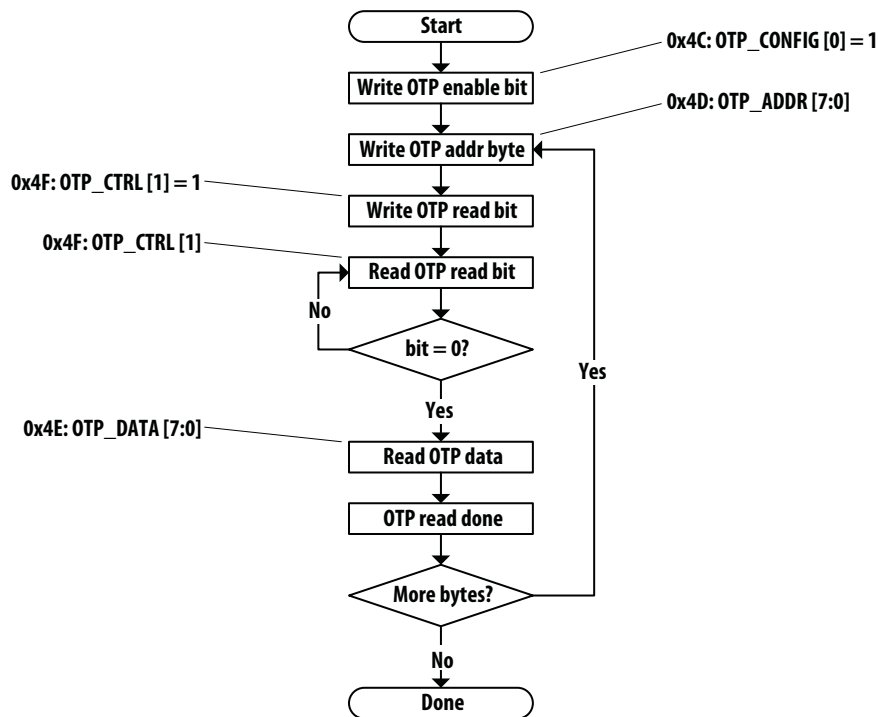 Start
0x4C: OTP_CONFIG [0] = 1
Write OTP enable bit
0x4D: OTP_ADDR [7:0]
Write OTP addr byte
0x4F: OTP_CTRL [1] = 1
Write OTP read bit
0x4F: OTP_CTRL [1]
Read OTP read bit
No
bit = 0?
Yes
Yes
0x4E: OTP_DATA [7:0]
Read OTP data
OTP read done
More bytes?
No
Done